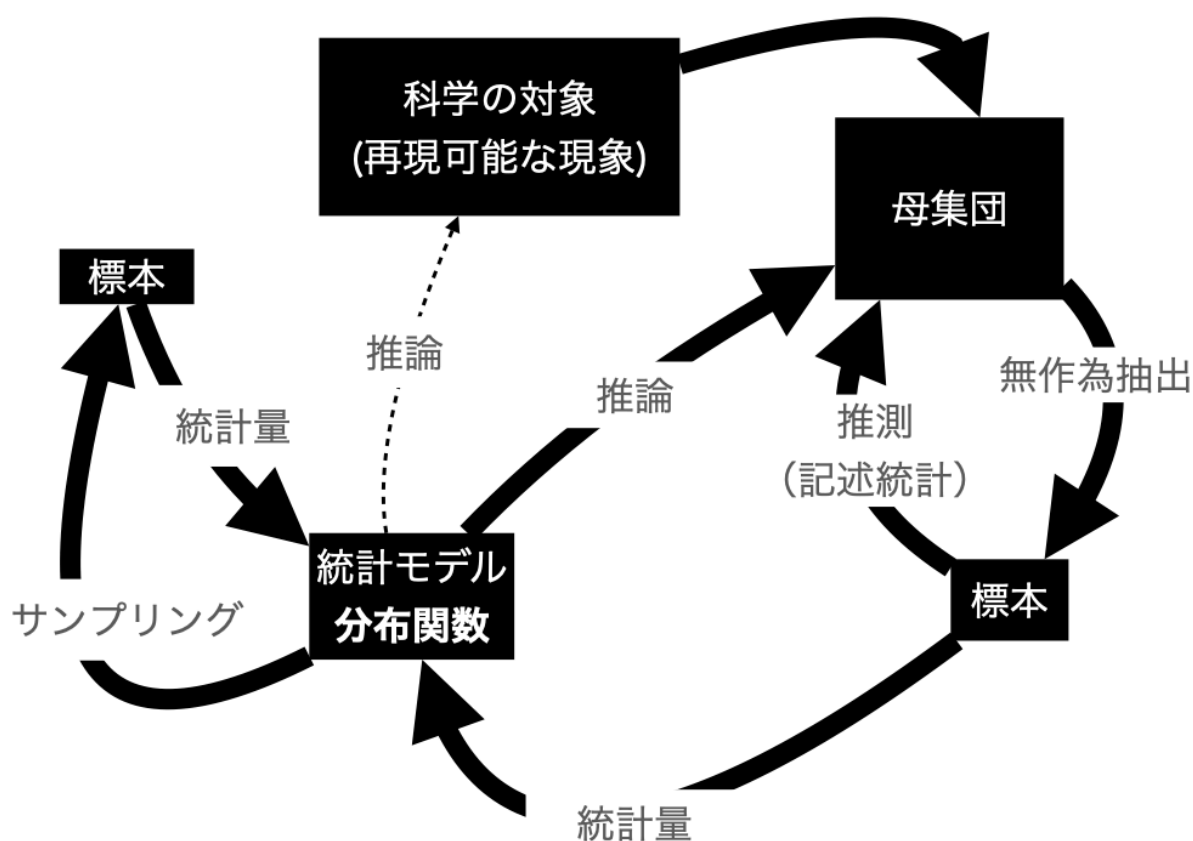 科学の対象
(再現可能な現象)
母集団
標本
推論
統計量
推論
無作為抽出
推測
（記述統計）
統計モデル
分布関数
サンプリング
標本
統計量